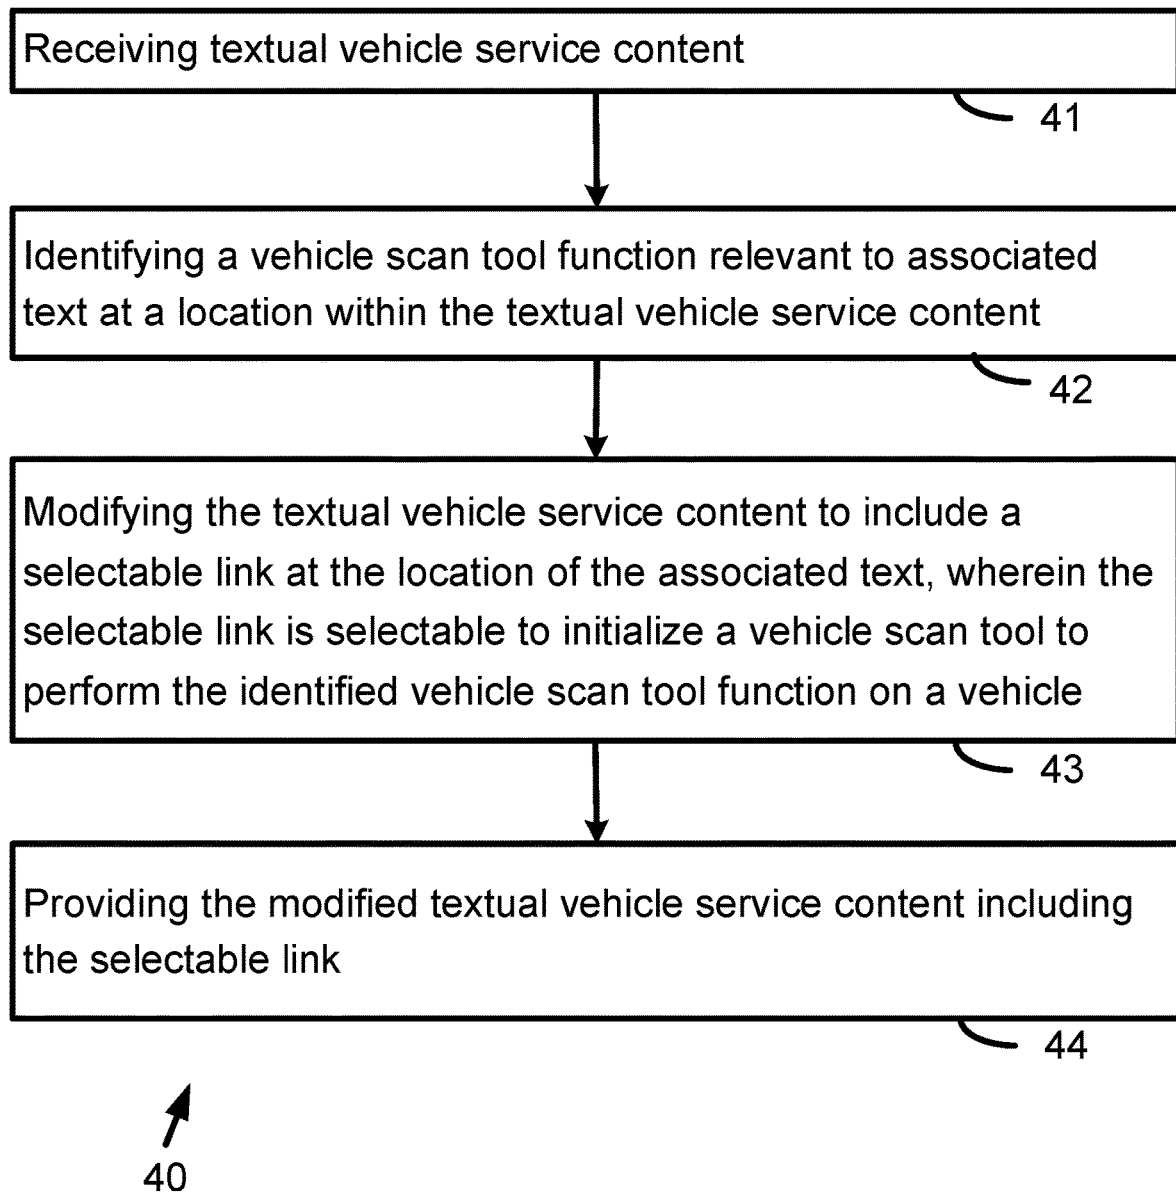 Receiving textual vehicle service content
41
Identifying a vehicle scan tool function relevant to associated
text at a location within the textual vehicle service content
42
Modifying the textual vehicle service content to include a
selectable link at the location of the associated text, wherein the
selectable link is selectable to initialize a vehicle scan tool to
perform the identified vehicle scan tool function on a vehicle
43
Providing the modified textual vehicle service content including
the selectable link
44
40